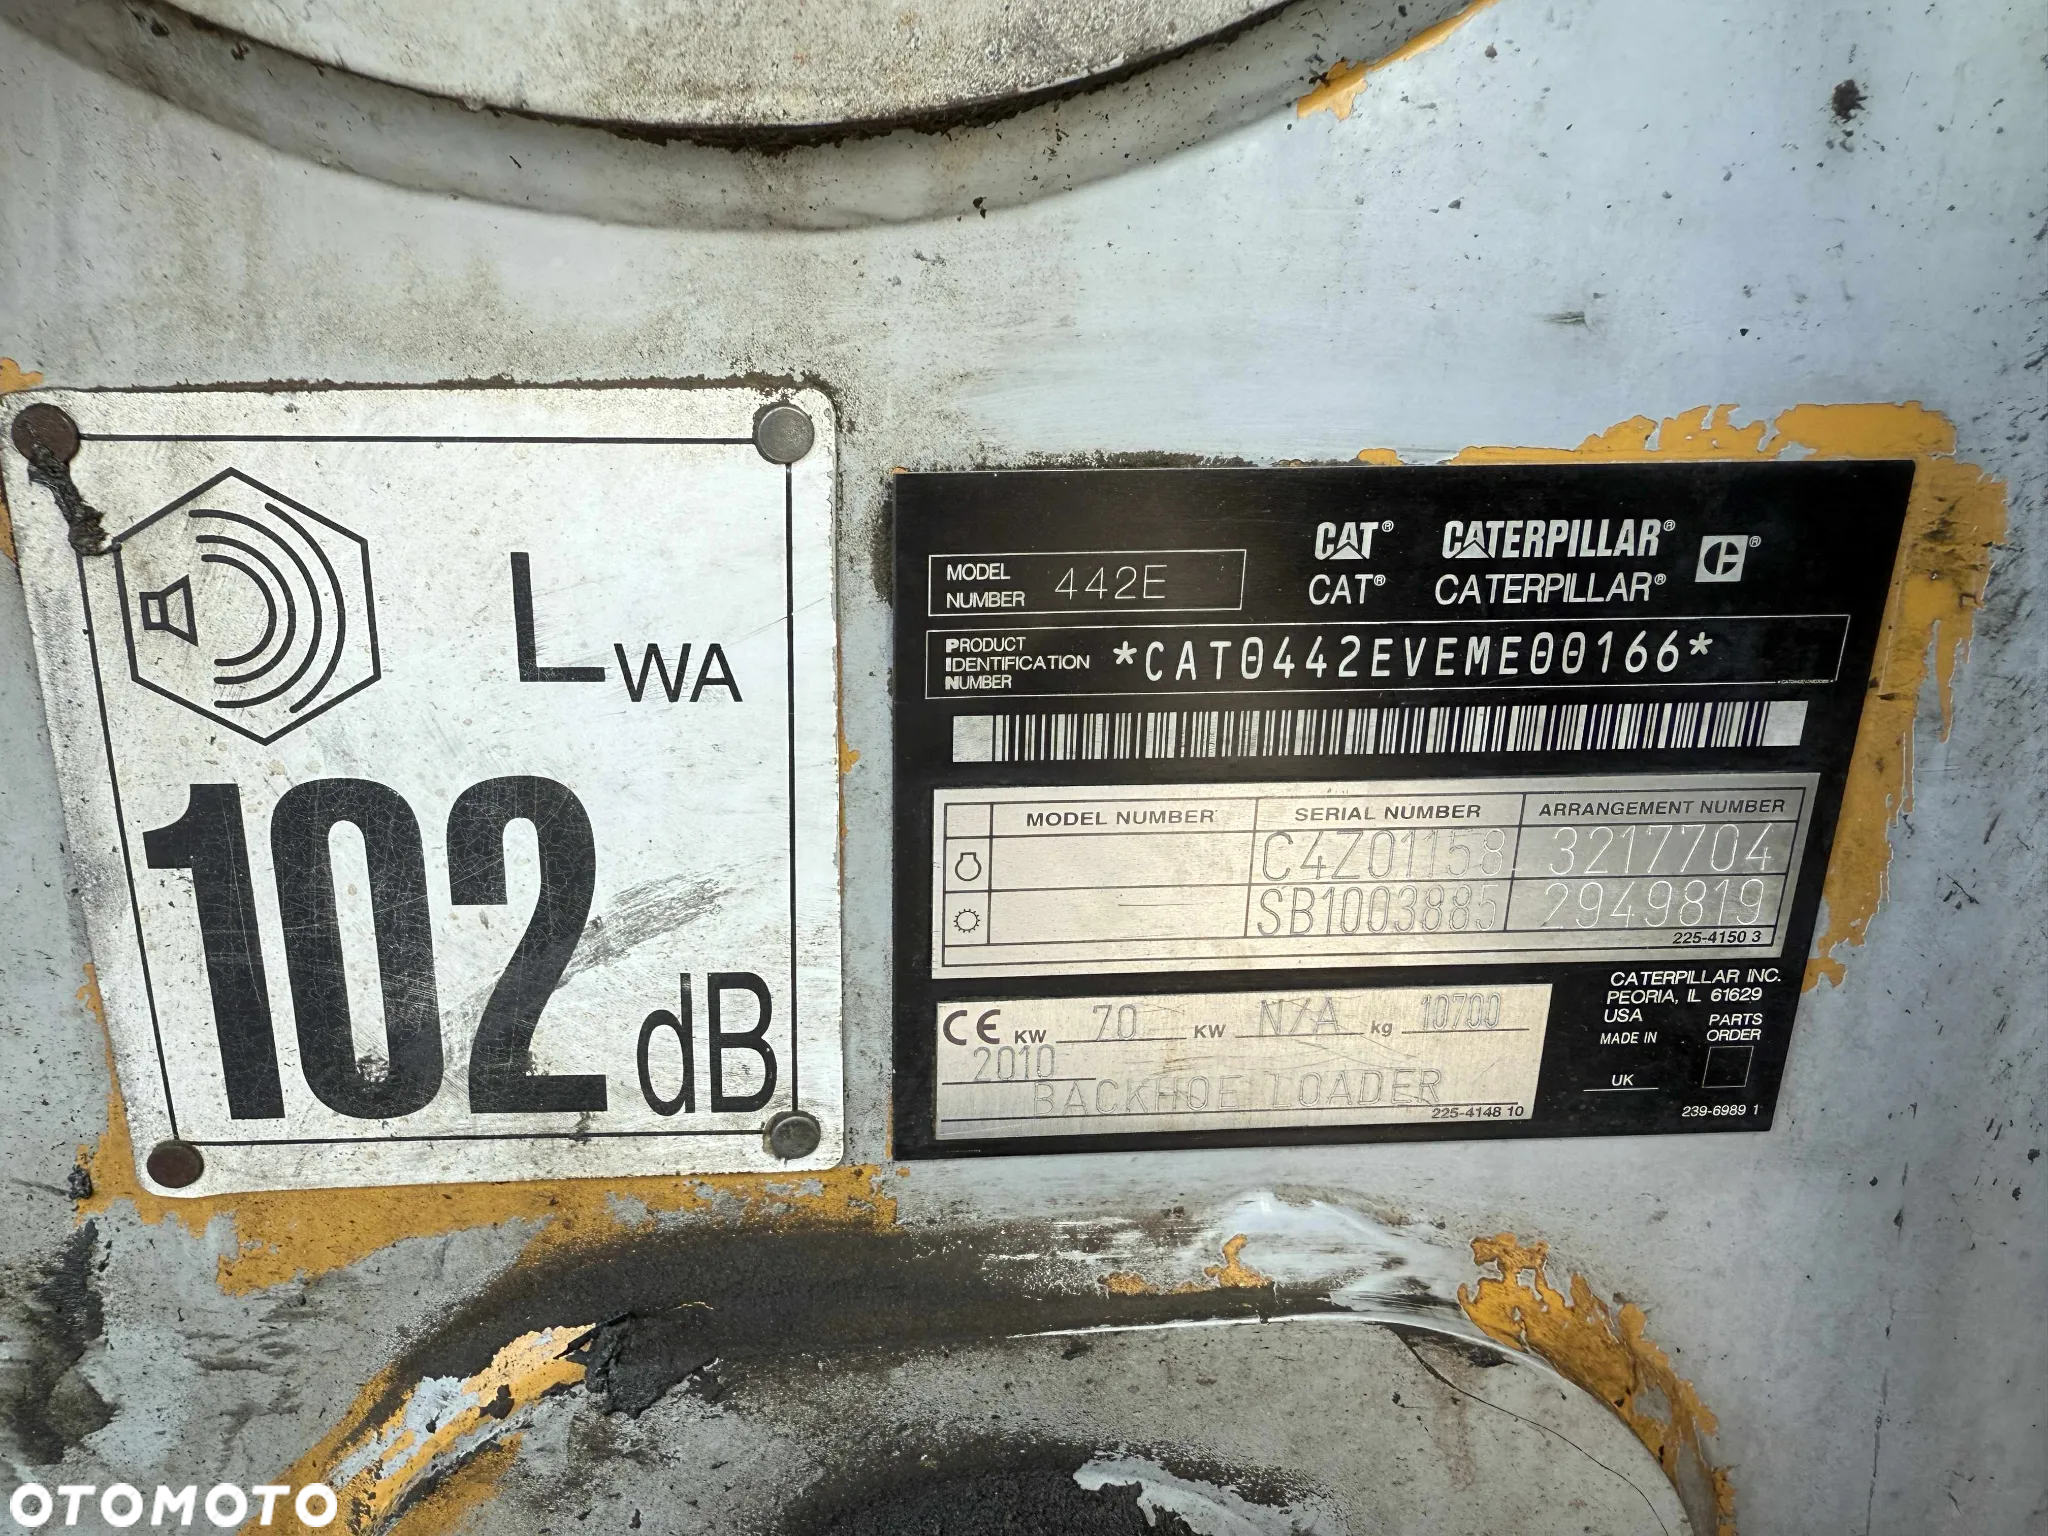 LWA
102 dB
CAT® CATERPILLAR®
CAT® CATERPILLAR®
MODEL NUMBER 442E
PRODUCT IDENTIFICATION NUMBER *CAT0442EVEME00166*
MODEL NUMBER SERIAL NUMBER ARRANGEMENT NUMBER
C4Z01158 3217704
SB1003885 2949819
225-4150 3
CE KW 70 KW N/A kg 10700
2010
BACKHOE LOADER
225-4148 10
CATERPILLAR INC.
PEORIA, IL 61629
USA
MADE IN
UK
PARTS
ORDER
239-6989 1
OTOMOTO